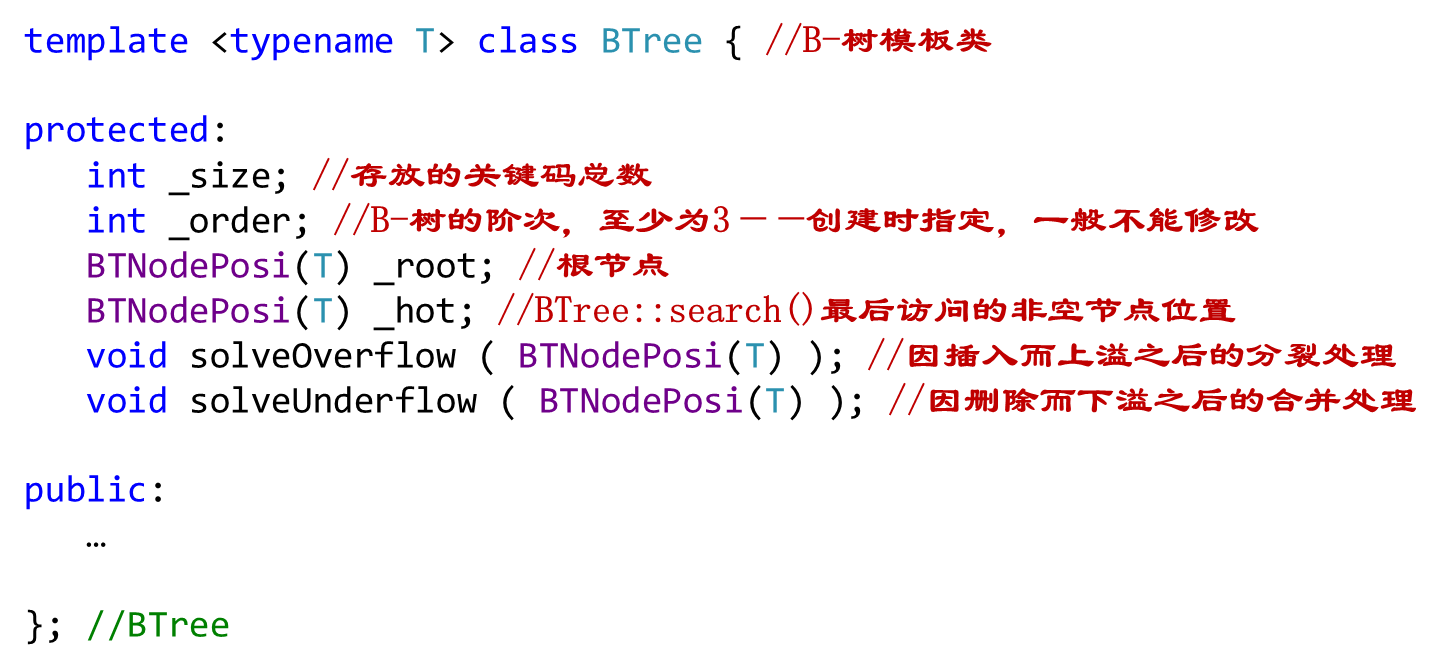 template <typename T> class BTree { //B-树模板类
protected:
int _size; //存放的关键码总数
int _order; //B-树的阶次，至少为3－－创建时指定，一般不能修改
BTNodePosi(T) _root; //根节点
BTNodePosi(T) _hot; //BTree::search()最后访问的非空节点位置
void solveOverflow ( BTNodePosi(T) ); //因插入而上溢之后的分裂处理
void solveUnderflow ( BTNodePosi(T) ); //因删除而下溢之后的合并处理
public:
…
}; //BTree